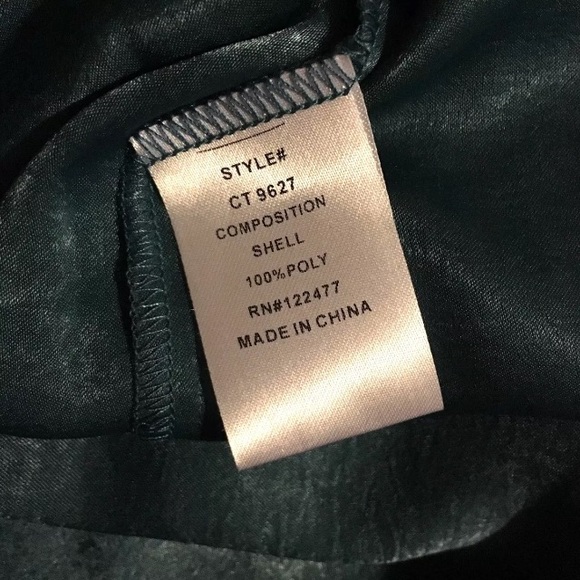 STYLE#
CT 9627
COMPOSITION
SHELL
100%POLY
RN#122477
MADE IN CHINA